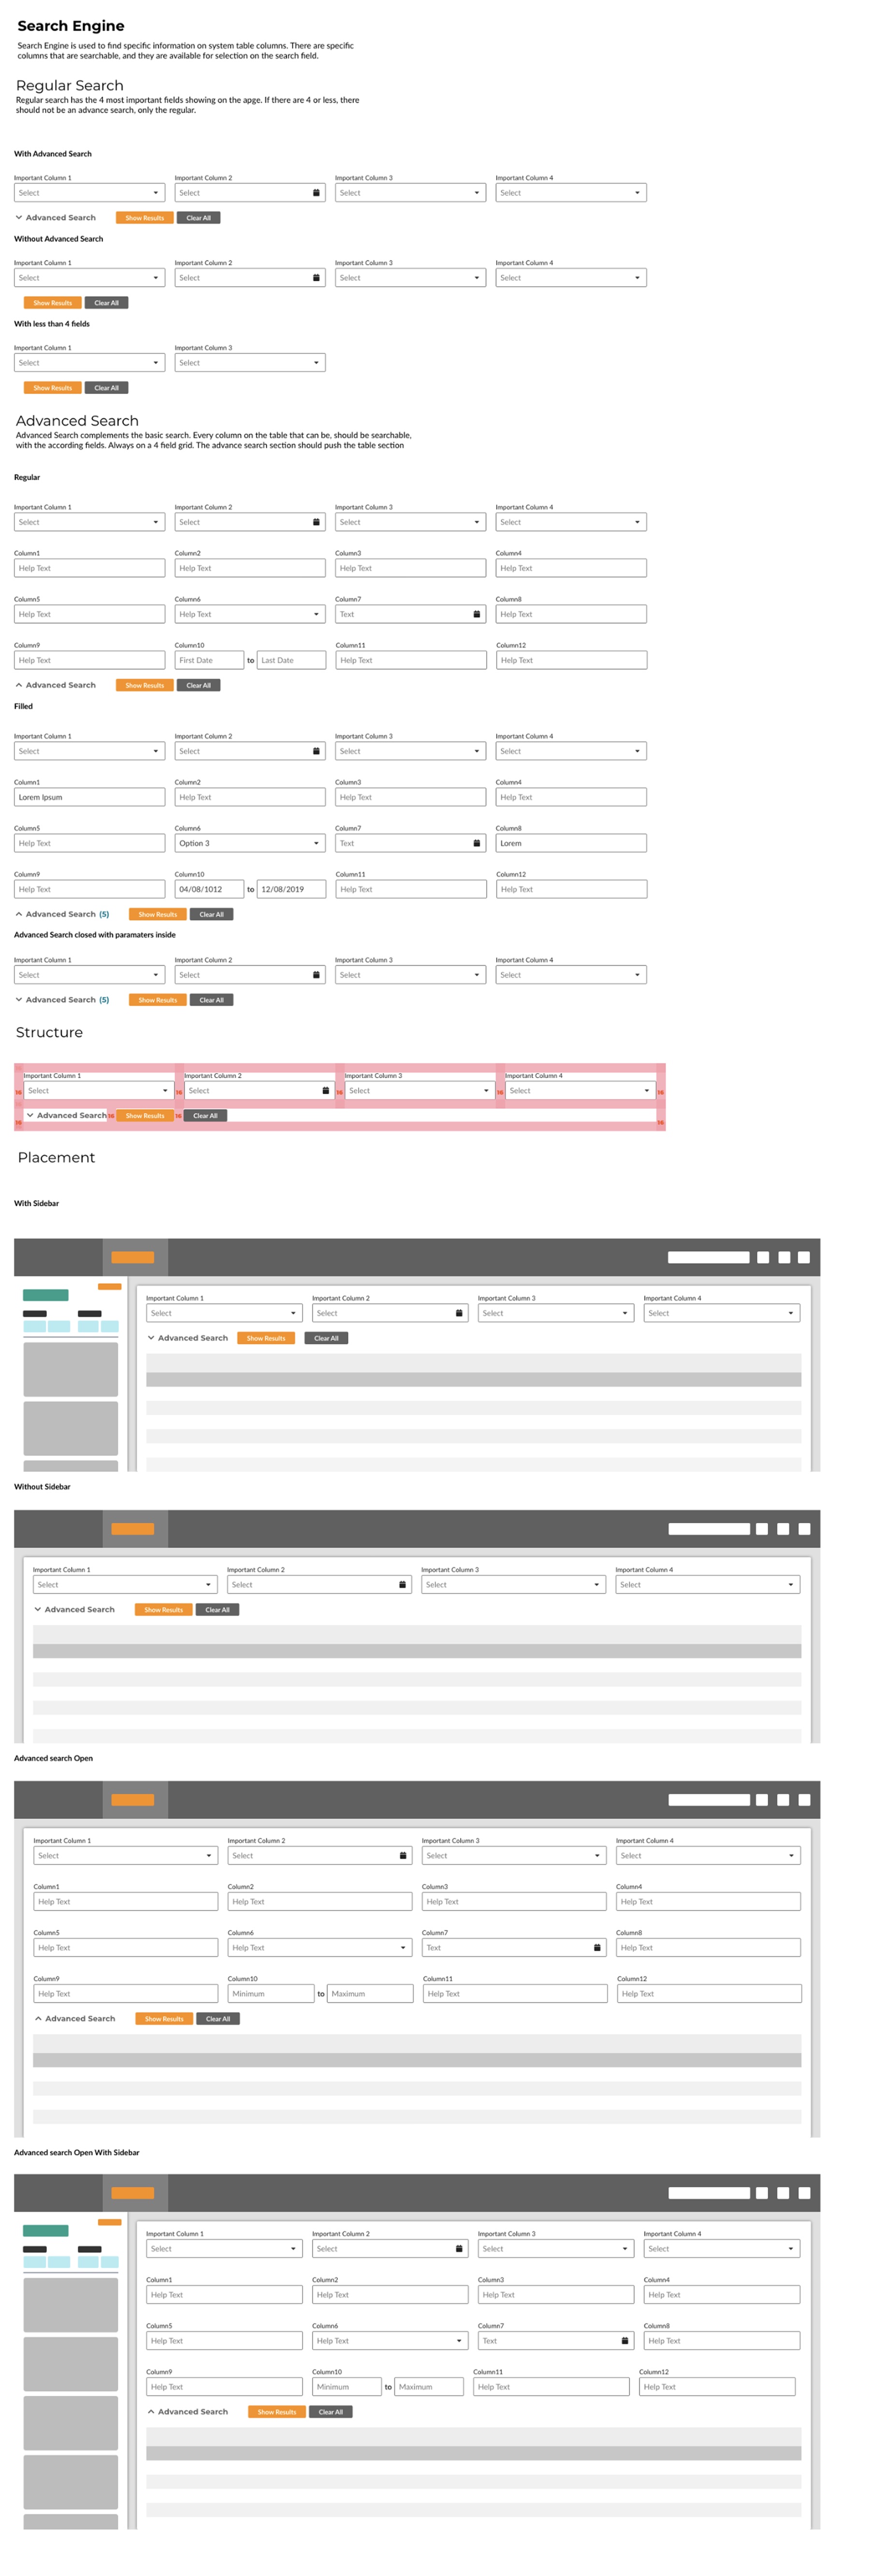 Search Engine
Search Engine is used to find specific information on system table columns. There are specific
columns that are searchable, and they are available for selection on the search field.
Regular Search
Regular search has the 4 most important fields showing on the apge. If there are 4 or less, there
should not be an advance search, only the regular.
With Advanced Search
Important Column 1 Important Column 2 Important Column 3 Important Column 4
Select Select Select Select
Advanced Search Show Results Clear All
Without Advanced Search
Important Column 1 Important Column 2 Important Column 3 Important Column 4
Select Select Select Select
Show Results Clear All
With less than 4 fields
Important Column 1 Important Column 3
Select Select
Show Results Clear All
Advanced Search
Advanced Search complements the basic search. Every column on the table that can be, should be searchable,
with the according fields. Always on a 4 field grid. The advance search section should push the table section
Regular
Important Column 1 Important Column 2 Important Column 3 Important Column 4
Select Select Select Select
Column1 Column2 Column3 Column4
Help Text Help Text Help Text Help Text
Column5 Column6 Column7 Column8
Help Text Help Text Text Help Text
Column9 Column10 Column11 Column12
Help Text First Date to Last Date Help Text Help Text
Advanced Search Show Results Clear All
Filled
Important Column 1 Important Column 2 Important Column 3 Important Column 4
Select Select Select Select
Column1 Column2 Column3 Column4
Lorem Ipsum Help Text Help Text Help Text
Column5 Column6 Column7 Column8
Help Text Option 3 Text Lorem
Column9 Column10 Column11 Column12
Help Text 04/08/1012 to 12/08/2019 Help Text Help Text
Advanced Search (5) Show Results Clear All
Advanced Search closed with paramaters inside
Important Column 1 Important Column 2 Important Column 3 Important Column 4
Select Select Select Select
Advanced Search (5) Show Results Clear All
Structure
Important Column 1 Important Column 2 Important Column 3 Important Column 4
16 Select 16 Select 16 Select 16 Select 16
Advanced Search 16 Show Results 16 Clear All
16 16
Placement
With Sidebar
Important Column 1 Important Column 2 Important Column 3 Important Column 4
Select Select Select Select
Advanced Search Show Results Clear All
Without Sidebar
Important Column 1 Important Column 2 Important Column 3 Important Column 4
Select Select Select Select
Advanced Search Show Results Clear All
Advanced search Open
Important Column 1 Important Column 2 Important Column 3 Important Column 4
Select Select Select Select
Column1 Column2 Column3 Column4
Help Text Help Text Help Text Help Text
Column5 Column6 Column7 Column8
Help Text Help Text Text Help Text
Column9 Column10 Column11 Column12
Help Text Minimum to Maximum Help Text Help Text
Advanced Search Show Results Clear All
Advanced search Open With Sidebar
Important Column 1 Important Column 2 Important Column 3 Important Column 4
Select Select Select Select
Column1 Column2 Column3 Column4
Help Text Help Text Help Text Help Text
Column5 Column6 Column7 Column8
Help Text Help Text Text Help Text
Column9 Column10 Column11 Column12
Help Text Minimum to Maximum Help Text Help Text
Advanced Search Show Results Clear All